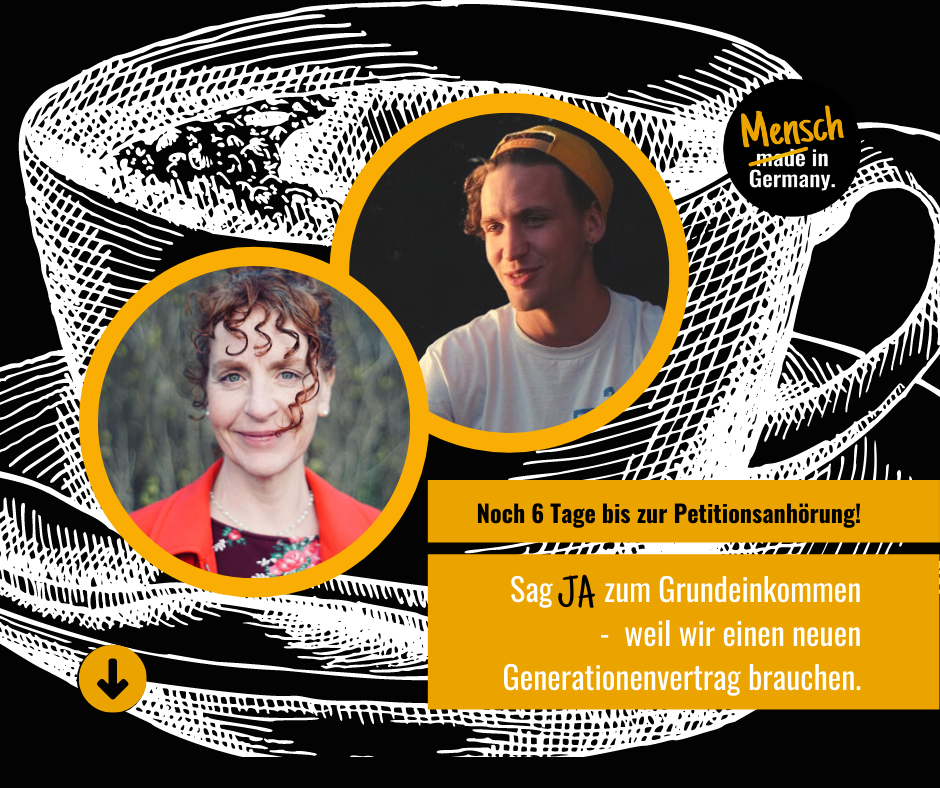 Mensch
made in
Germany.
Noch 6 Tage bis zur Petitionsanhörung!
Sag JA zum Grundeinkommen
- weil wir einen neuen
Generationenvertrag brauchen.